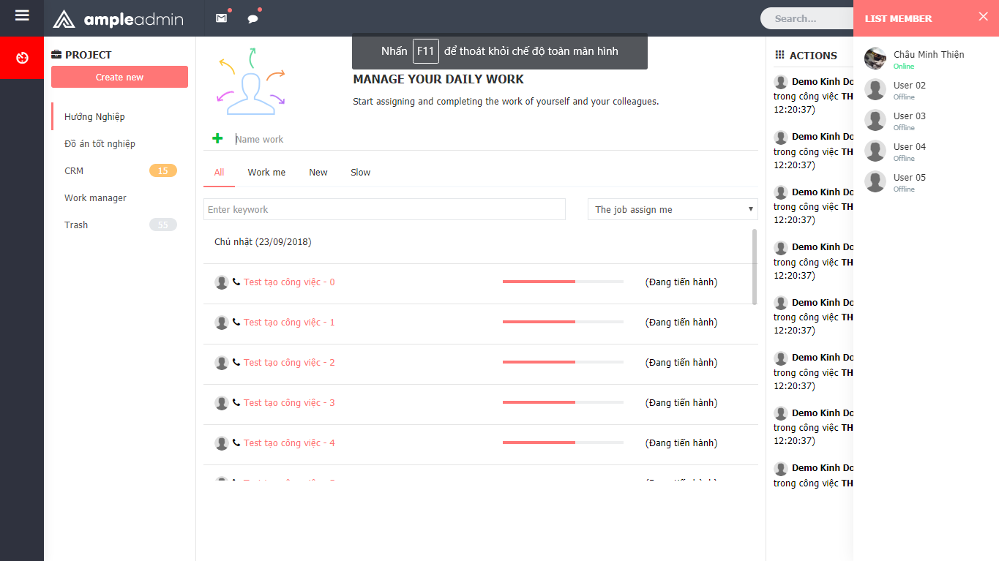 ampleadmin
Search...
LIST MEMBER
Nhấn F11 để thoát khỏi chế độ toàn màn hình
PROJECT
Create new
Hướng Nghiệp
Đồ án tốt nghiệp
CRM 15
Work manager
Trash 55
MANAGE YOUR DAILY WORK
Start assigning and completing the work of yourself and your colleagues.
Name work
All Work me New Slow
Enter keywork
The job assign me
Chủ nhật (23/09/2018)
Test tạo công việc - 0 (Đang tiến hành)
Test tạo công việc - 1 (Đang tiến hành)
Test tạo công việc - 2 (Đang tiến hành)
Test tạo công việc - 3 (Đang tiến hành)
Test tạo công việc - 4 (Đang tiến hành)
ACTIONS
Demo Kinh Do
trong công việc TH
12:20:37)
Demo Kinh Do
trong công việc TH
12:20:37)
Demo Kinh Do
trong công việc TH
12:20:37)
Demo Kinh Do
trong công việc TH
12:20:37)
Demo Kinh Do
trong công việc TH
12:20:37)
Demo Kinh Do
trong công việc TH
12:20:37)
Demo Kinh Do
trong công việc TH
12:20:37)
Demo Kinh Do
trong công việc TH
Châu Minh Thiện
Online
User 02
Offline
User 03
Offline
User 04
Offline
User 05
Offline